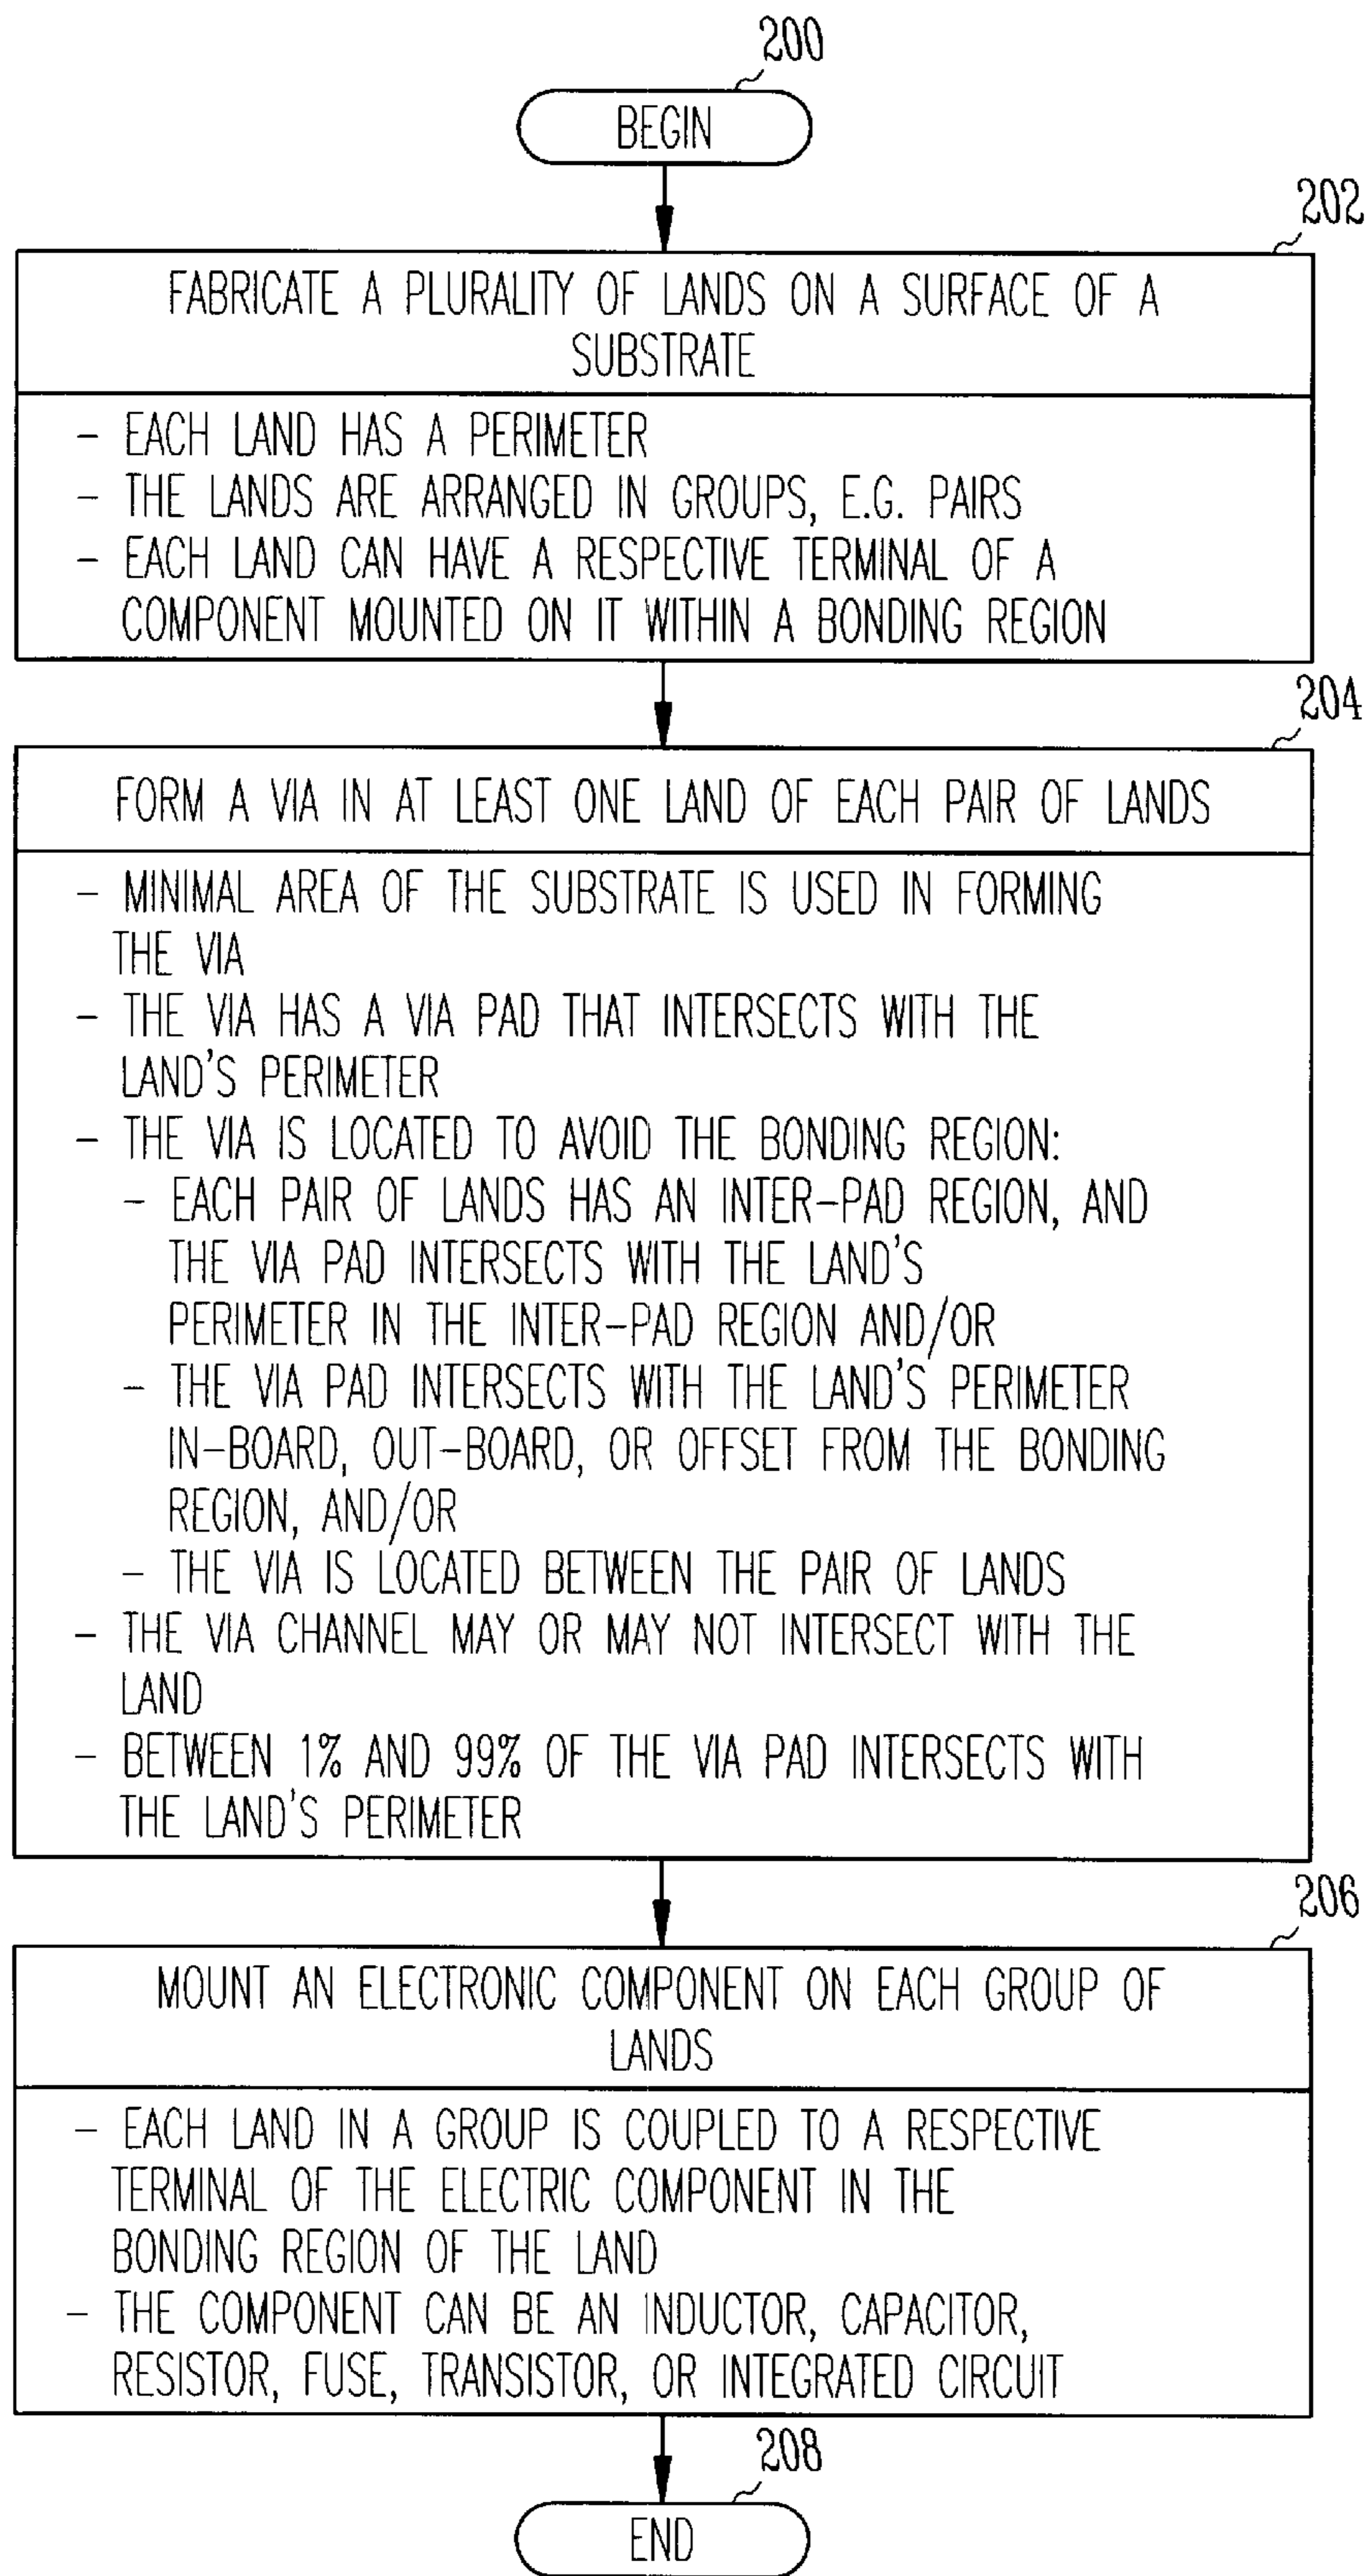 200
BEGIN
202
FABRICATE A PLURALITY OF LANDS ON A SURFACE OF A
SUBSTRATE
- EACH LAND HAS A PERIMETER
- THE LANDS ARE ARRANGED IN GROUPS, E.G. PAIRS
- EACH LAND CAN HAVE A RESPECTIVE TERMINAL OF A
COMPONENT MOUNTED ON IT WITHIN A BONDING REGION
204
FORM A VIA IN AT LEAST ONE LAND OF EACH PAIR OF LANDS
- MINIMAL AREA OF THE SUBSTRATE IS USED IN FORMING
THE VIA
- THE VIA HAS A VIA PAD THAT INTERSECTS WITH THE
LAND'S PERIMETER
- THE VIA IS LOCATED TO AVOID THE BONDING REGION:
- EACH PAIR OF LANDS HAS AN INTER-PAD REGION, AND
THE VIA PAD INTERSECTS WITH THE LAND'S
PERIMETER IN THE INTER-PAD REGION AND/OR
- THE VIA PAD INTERSECTS WITH THE LAND'S PERIMETER
IN-BOARD, OUT-BOARD, OR OFFSET FROM THE BONDING
REGION, AND/OR
- THE VIA IS LOCATED BETWEEN THE PAIR OF LANDS
- THE VIA CHANNEL MAY OR MAY NOT INTERSECT WITH THE
LAND
- BETWEEN 1% AND 99% OF THE VIA PAD INTERSECTS WITH
THE LAND'S PERIMETER
206
MOUNT AN ELECTRONIC COMPONENT ON EACH GROUP OF
LANDS
- EACH LAND IN A GROUP IS COUPLED TO A RESPECTIVE
TERMINAL OF THE ELECTRIC COMPONENT IN THE
BONDING REGION OF THE LAND
- THE COMPONENT CAN BE AN INDUCTOR, CAPACITOR,
RESISTOR, FUSE, TRANSISTOR, OR INTEGRATED CIRCUIT
208
END